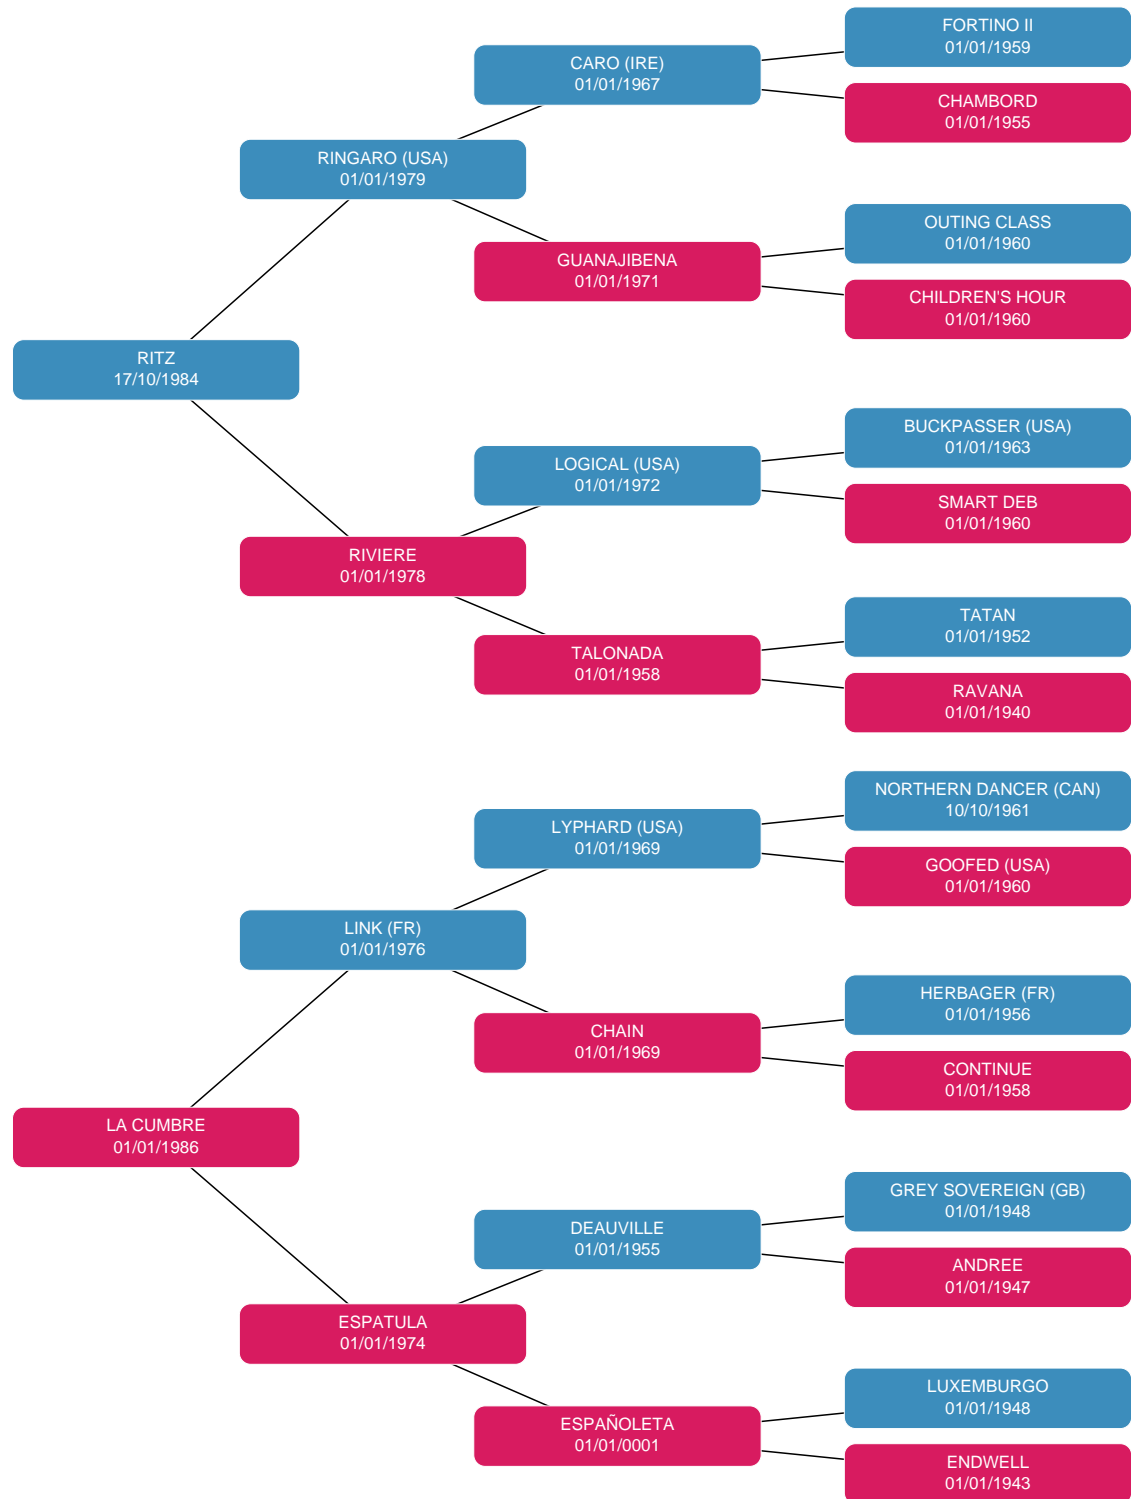 FORTINO II
01/01/1959
CARO (IRE)
01/01/1967
CHAMBORD
01/01/1955
RINGARO (USA)
01/01/1979
OUTING CLASS
01/01/1960
GUANAJIBENA
01/01/1971
CHILDREN'S HOUR
01/01/1960
RITZ
17/10/1984
BUCKPASSER (USA)
01/01/1963
LOGICAL (USA)
01/01/1972
SMART DEB
01/01/1960
RIVIERE
01/01/1978
TATAN
01/01/1952
TALONADA
01/01/1958
RAVANA
01/01/1940
NORTHERN DANCER (CAN)
10/10/1961
LYPHARD (USA)
01/01/1969
GOOFED (USA)
01/01/1960
LINK (FR)
01/01/1976
HERBAGER (FR)
01/01/1956
CHAIN
01/01/1969
CONTINUE
01/01/1958
LA CUMBRE
01/01/1986
GREY SOVEREIGN (GB)
01/01/1948
DEAUVILLE
01/01/1955
ANDREE
01/01/1947
ESPATULA
01/01/1974
LUXEMBURGO
01/01/1948
ESPAÑOLETA
01/01/0001
ENDWELL
01/01/1943